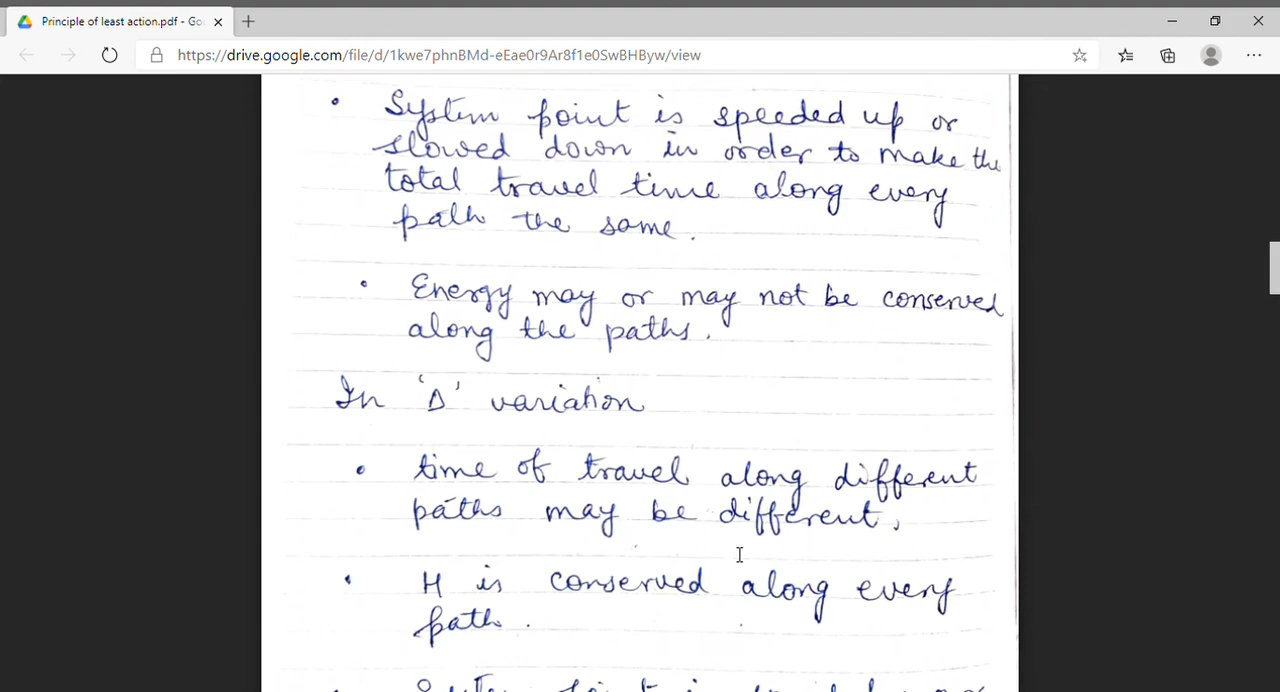 Principle of least action.pdf - Go
https://drive.google.com/file/d/1kwe7phnBMd-eEae0r9Ar8f1e0SwBHByw/view
• System point is speeded up or
slowed down in order to make the
total travel time along every
path the same.
• Energy may or may not be conserved
along the paths.
In 'Δ' variation
• time of travel along different
paths may be different,
• H is conserved along every
path.